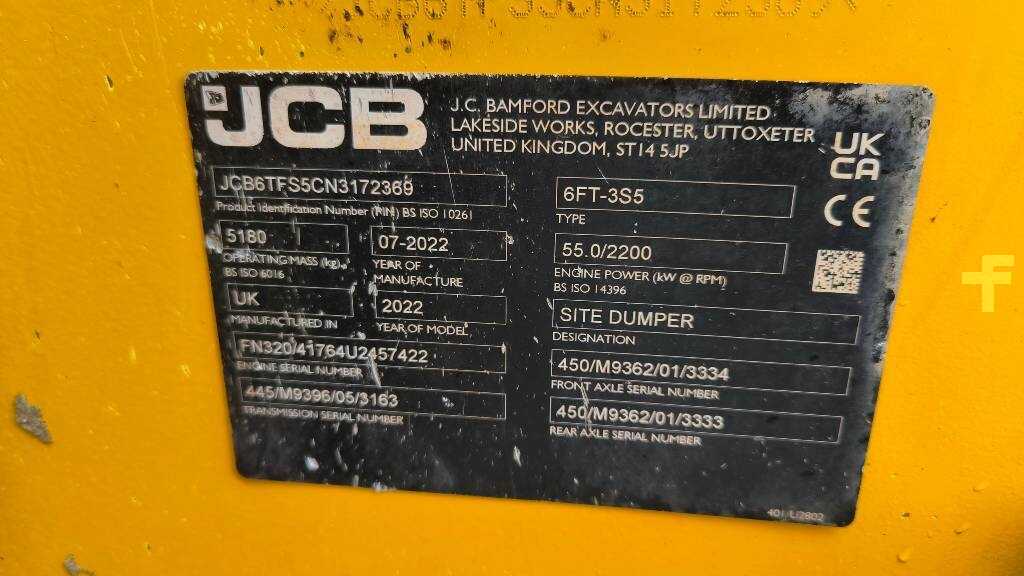 JCB
J.C. BAMFORD EXCAVATORS LIMITED
LAKESIDE WORKS, ROCESTER, UTTOXETER
UNITED KINGDOM, ST14 5JP
UK
CA
CE
JCB6TFS5CN3172369
Product Identification Number (PIN) BS ISO 10261
6FT-3S5
TYPE
5180
OPERATING MASS (kg)
BS ISO 6016
07-2022
YEAR OF
MANUFACTURE
55.0/2200
ENGINE POWER (kW @ RPM)
BS ISO 14396
UK
MANUFACTURED IN
2022
YEAR OF MODEL
SITE DUMPER
DESIGNATION
FN320/41764U2457422
ENGINE SERIAL NUMBER
450/M9362/01/3334
FRONT AXLE SERIAL NUMBER
445/M9396/05/3163
TRANSMISSION SERIAL NUMBER
450/M9362/01/3333
REAR AXLE SERIAL NUMBER